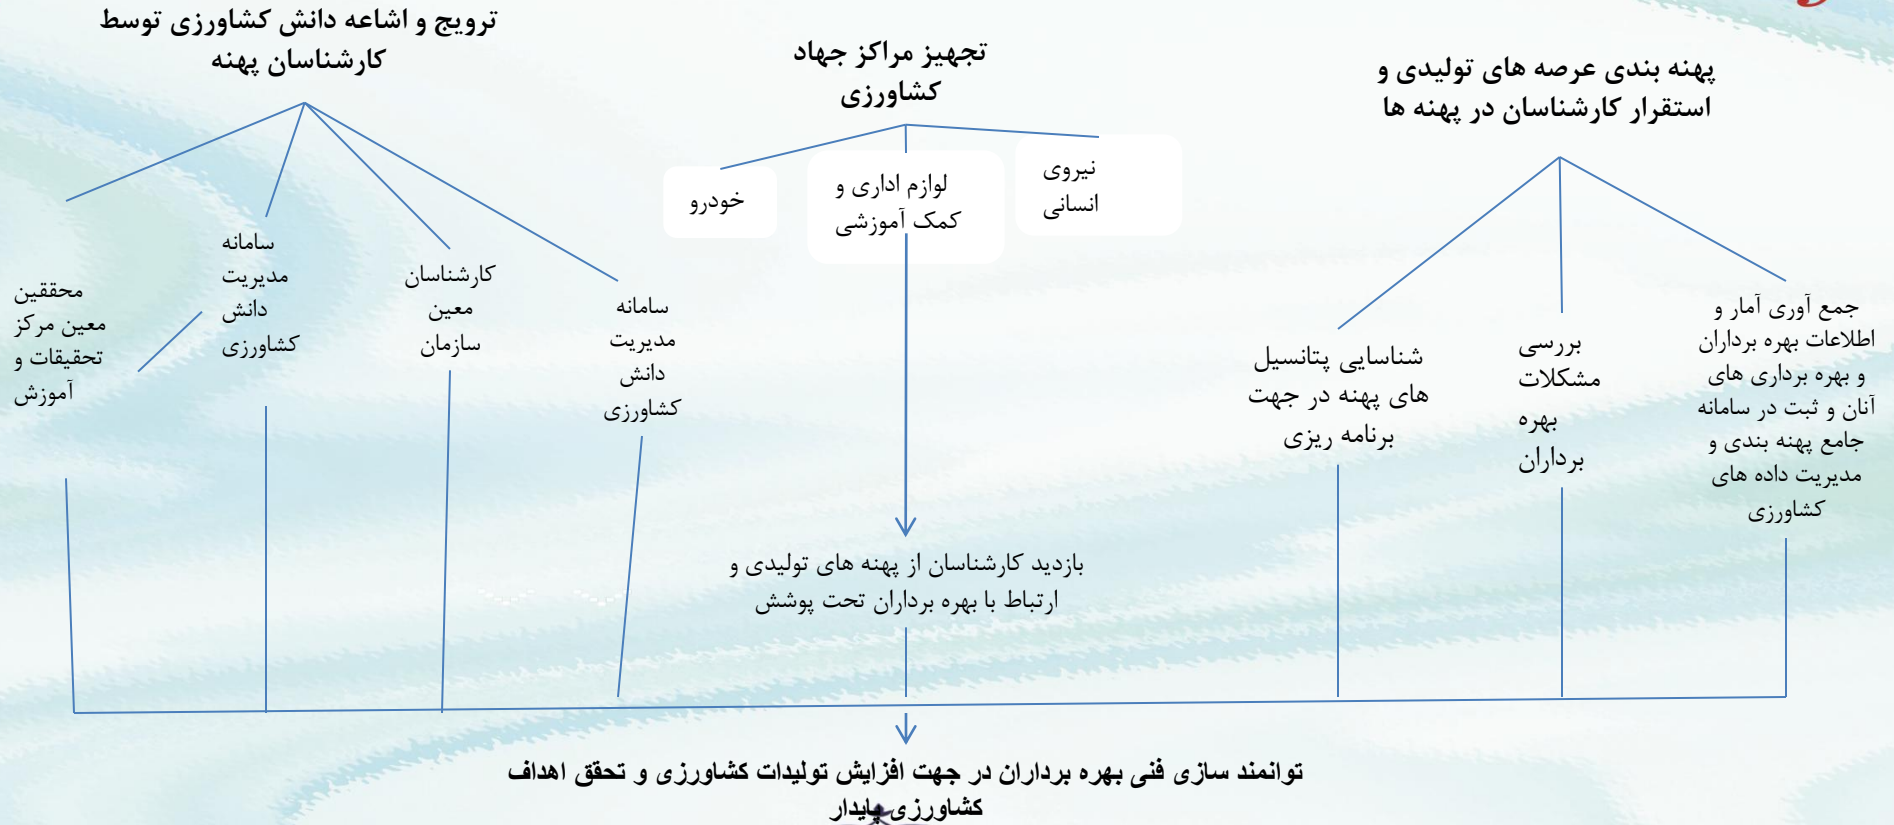 پهنه بندی عرصه های تولیدی و
استقرار کارشناسان در پهنه ها
جمع آوری آمار و
اطلاعات بهره برداران
و بهره برداری های
آنان و ثبت در سامانه
جامع پهنه بندی و
مدیریت داده های
کشاورزی
بررسی
مشکلات
بهره
برداران
شناسایی پتانسیل
های پهنه در جهت
برنامه ریزی
تجهیز مراکز جهاد
کشاورزی
نیروی
انسانی
لوازم اداری و
کمک آموزشی
خودرو
بازدید کارشناسان از پهنه های تولیدی و
ارتباط با بهره برداران تحت پوشش
ترویج و اشاعه دانش کشاورزی توسط
کارشناسان پهنه
سامانه
مدیریت
دانش
کشاورزی
کارشناسان
معین
سازمان
سامانه
مدیریت
دانش
کشاورزی
محققین
معین مرکز
تحقیقات و
آموزش
توانمند سازی فنی بهره برداران در جهت افزایش تولیدات کشاورزی و تحقق اهداف
کشاورزی پایدار